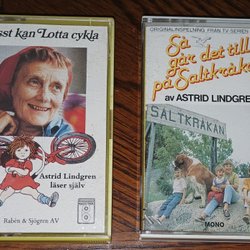 sst kan Lotta cykla
Astrid Lindgren
läser själv
Rabén & Sjögren AV
ORIGINALINSPELNING FRÅN TV-SERIEN
Så
går det till
på Saltkråkan
av ASTRID LINDGREN
SALTKRÅKAN
MONO